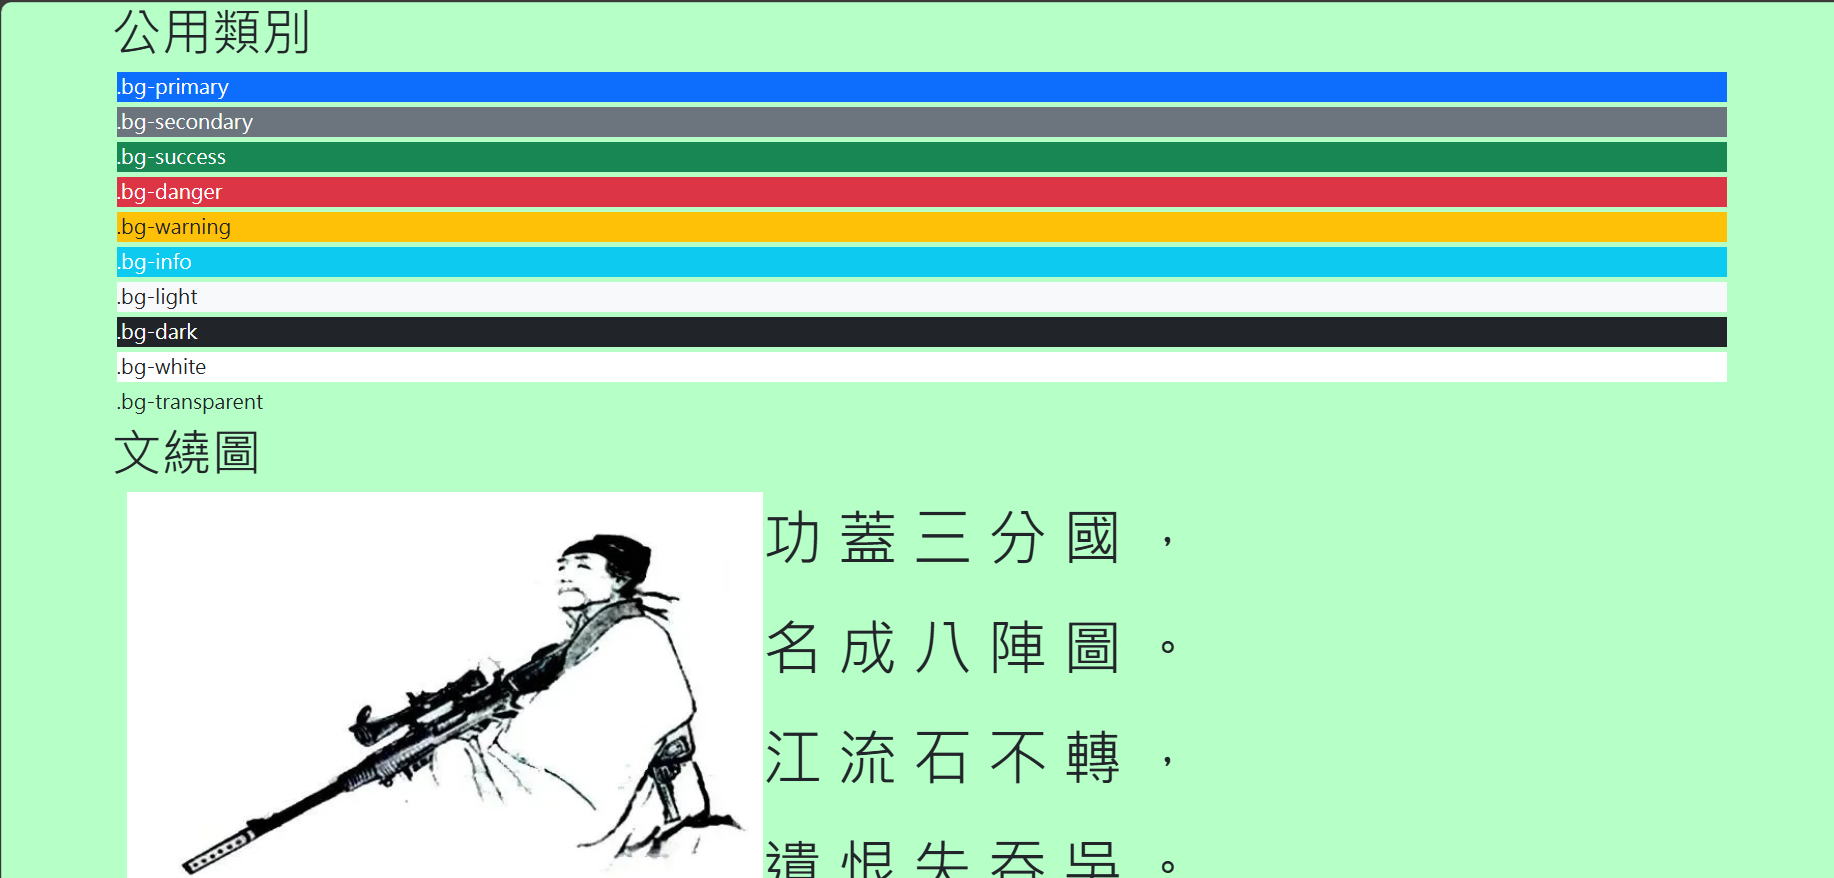 公用類別
.bg-primary
.bg-secondary
.bg-success
.bg-danger
.bg-warning
.bg-info
.bg-light
.bg-dark
.bg-white
.bg-transparent
文繞圖
功蓋三分國，
名成八陣圖。
江流石不轉，
遺恨失吞吳。